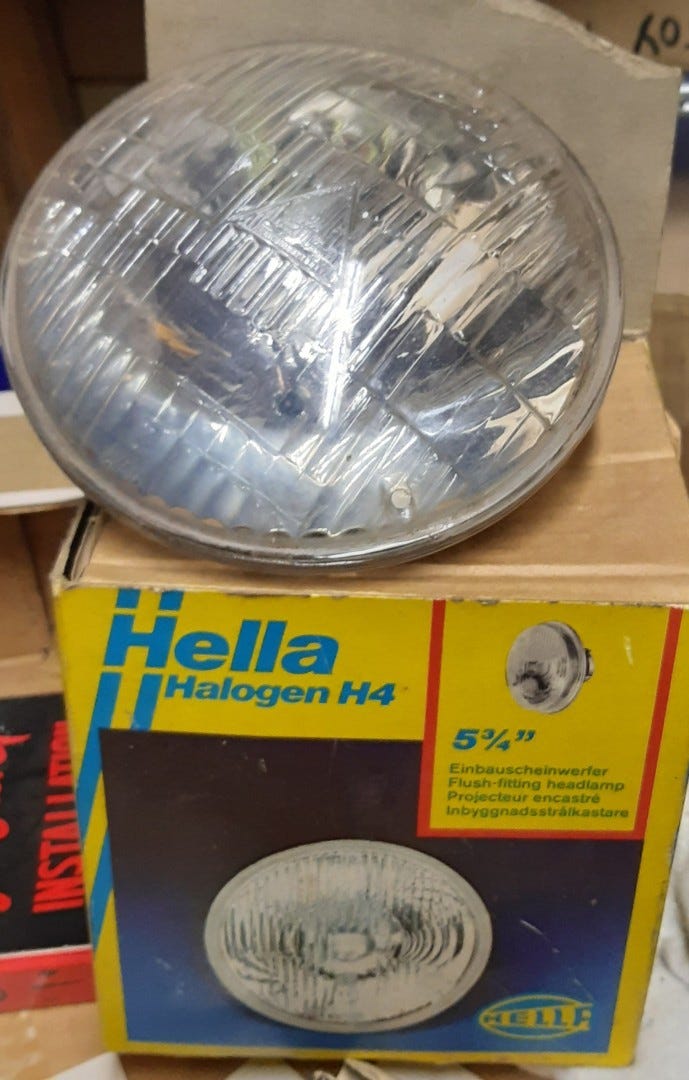 Hella
Halogen H4
5¾”
Einbauscheinwerfer
Flush-fitting headlamp
Projecteur encastré
Inbyggnadsstrålkastare
HELLA
INSTALLATION